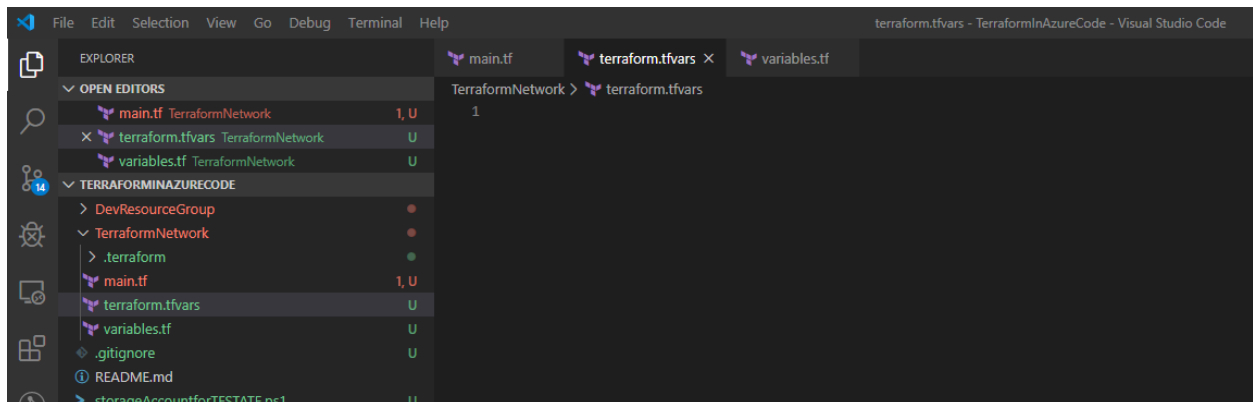 File Edit Selection View Go Debug Terminal Help terraform.tfvars - TerraformInAzureCode - Visual Studio Code
EXPLORER
OPEN EDITORS
main.tf TerraformNetwork 1, U
terraform.tfvars TerraformNetwork U
variables.tf TerraformNetwork U
TERRAFORMINAZURECODE
DevResourceGroup
TerraformNetwork
.terraform
main.tf 1, U
terraform.tfvars U
variables.tf U
.gitignore U
README.md
storageAccountforTFSTATE.ps1 U
14
main.tf terraform.tfvars variables.tf
TerraformNetwork > terraform.tfvars
1